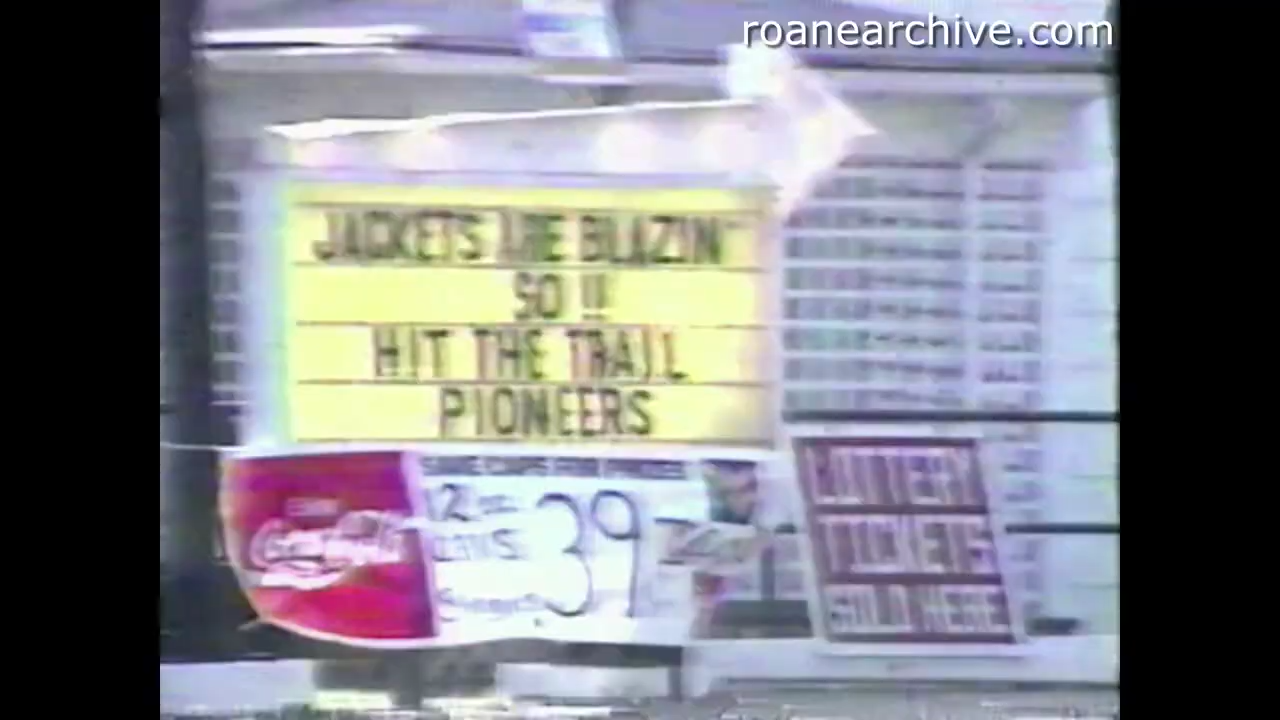 roanearchive.com
JACKETS ARE BLAZIN'
SO !!
HIT THE TRAIL
PIONEERS
Coca-Cola
12 oz.
CANS
39
LOTTERY
TICKETS
SOLD HERE